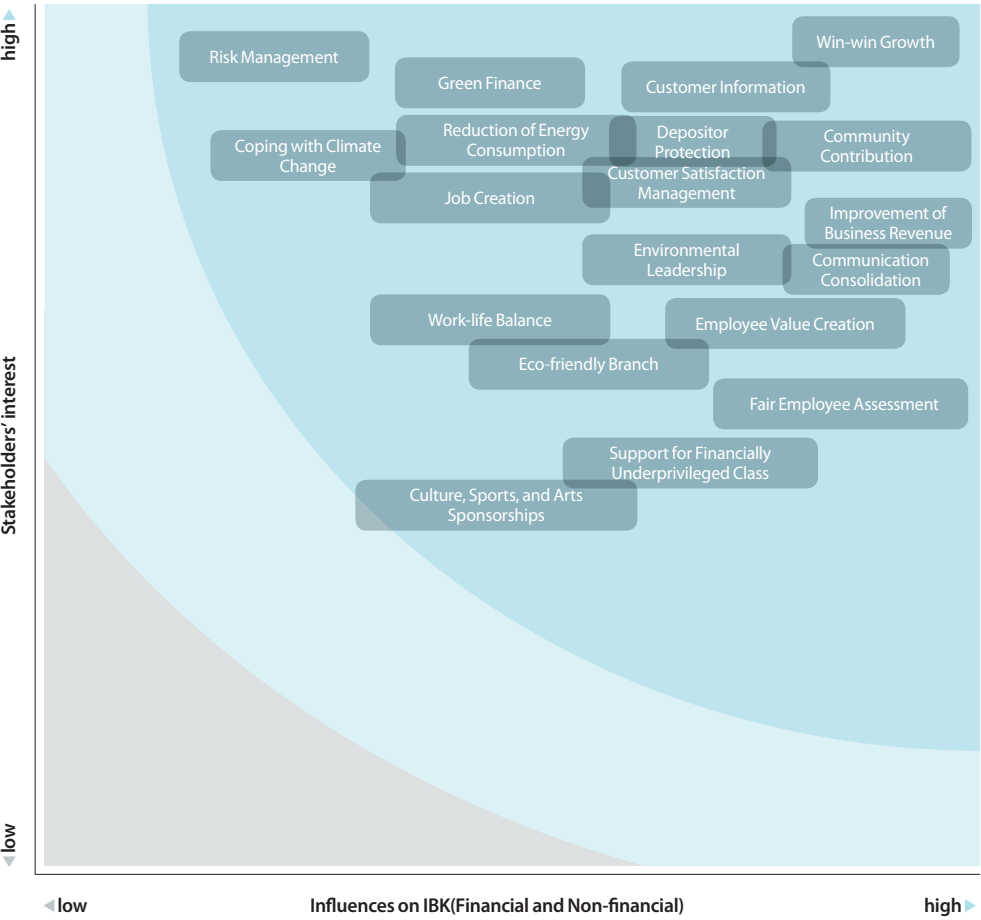 high
Stakeholders' interest
low
Risk Management
Win-win Growth
Green Finance
Customer Information
Coping with Climate
Change
Reduction of Energy
Consumption
Depositor
Protection
Community
Contribution
Customer Satisfaction
Management
Job Creation
Improvement of
Business Revenue
Environmental
Leadership
Communication
Consolidation
Work-life Balance
Employee Value Creation
Eco-friendly Branch
Fair Employee Assessment
Support for Financially
Underprivileged Class
Culture, Sports, and Arts
Sponsorships
low
Influences on IBK(Financial and Non-financial)
high